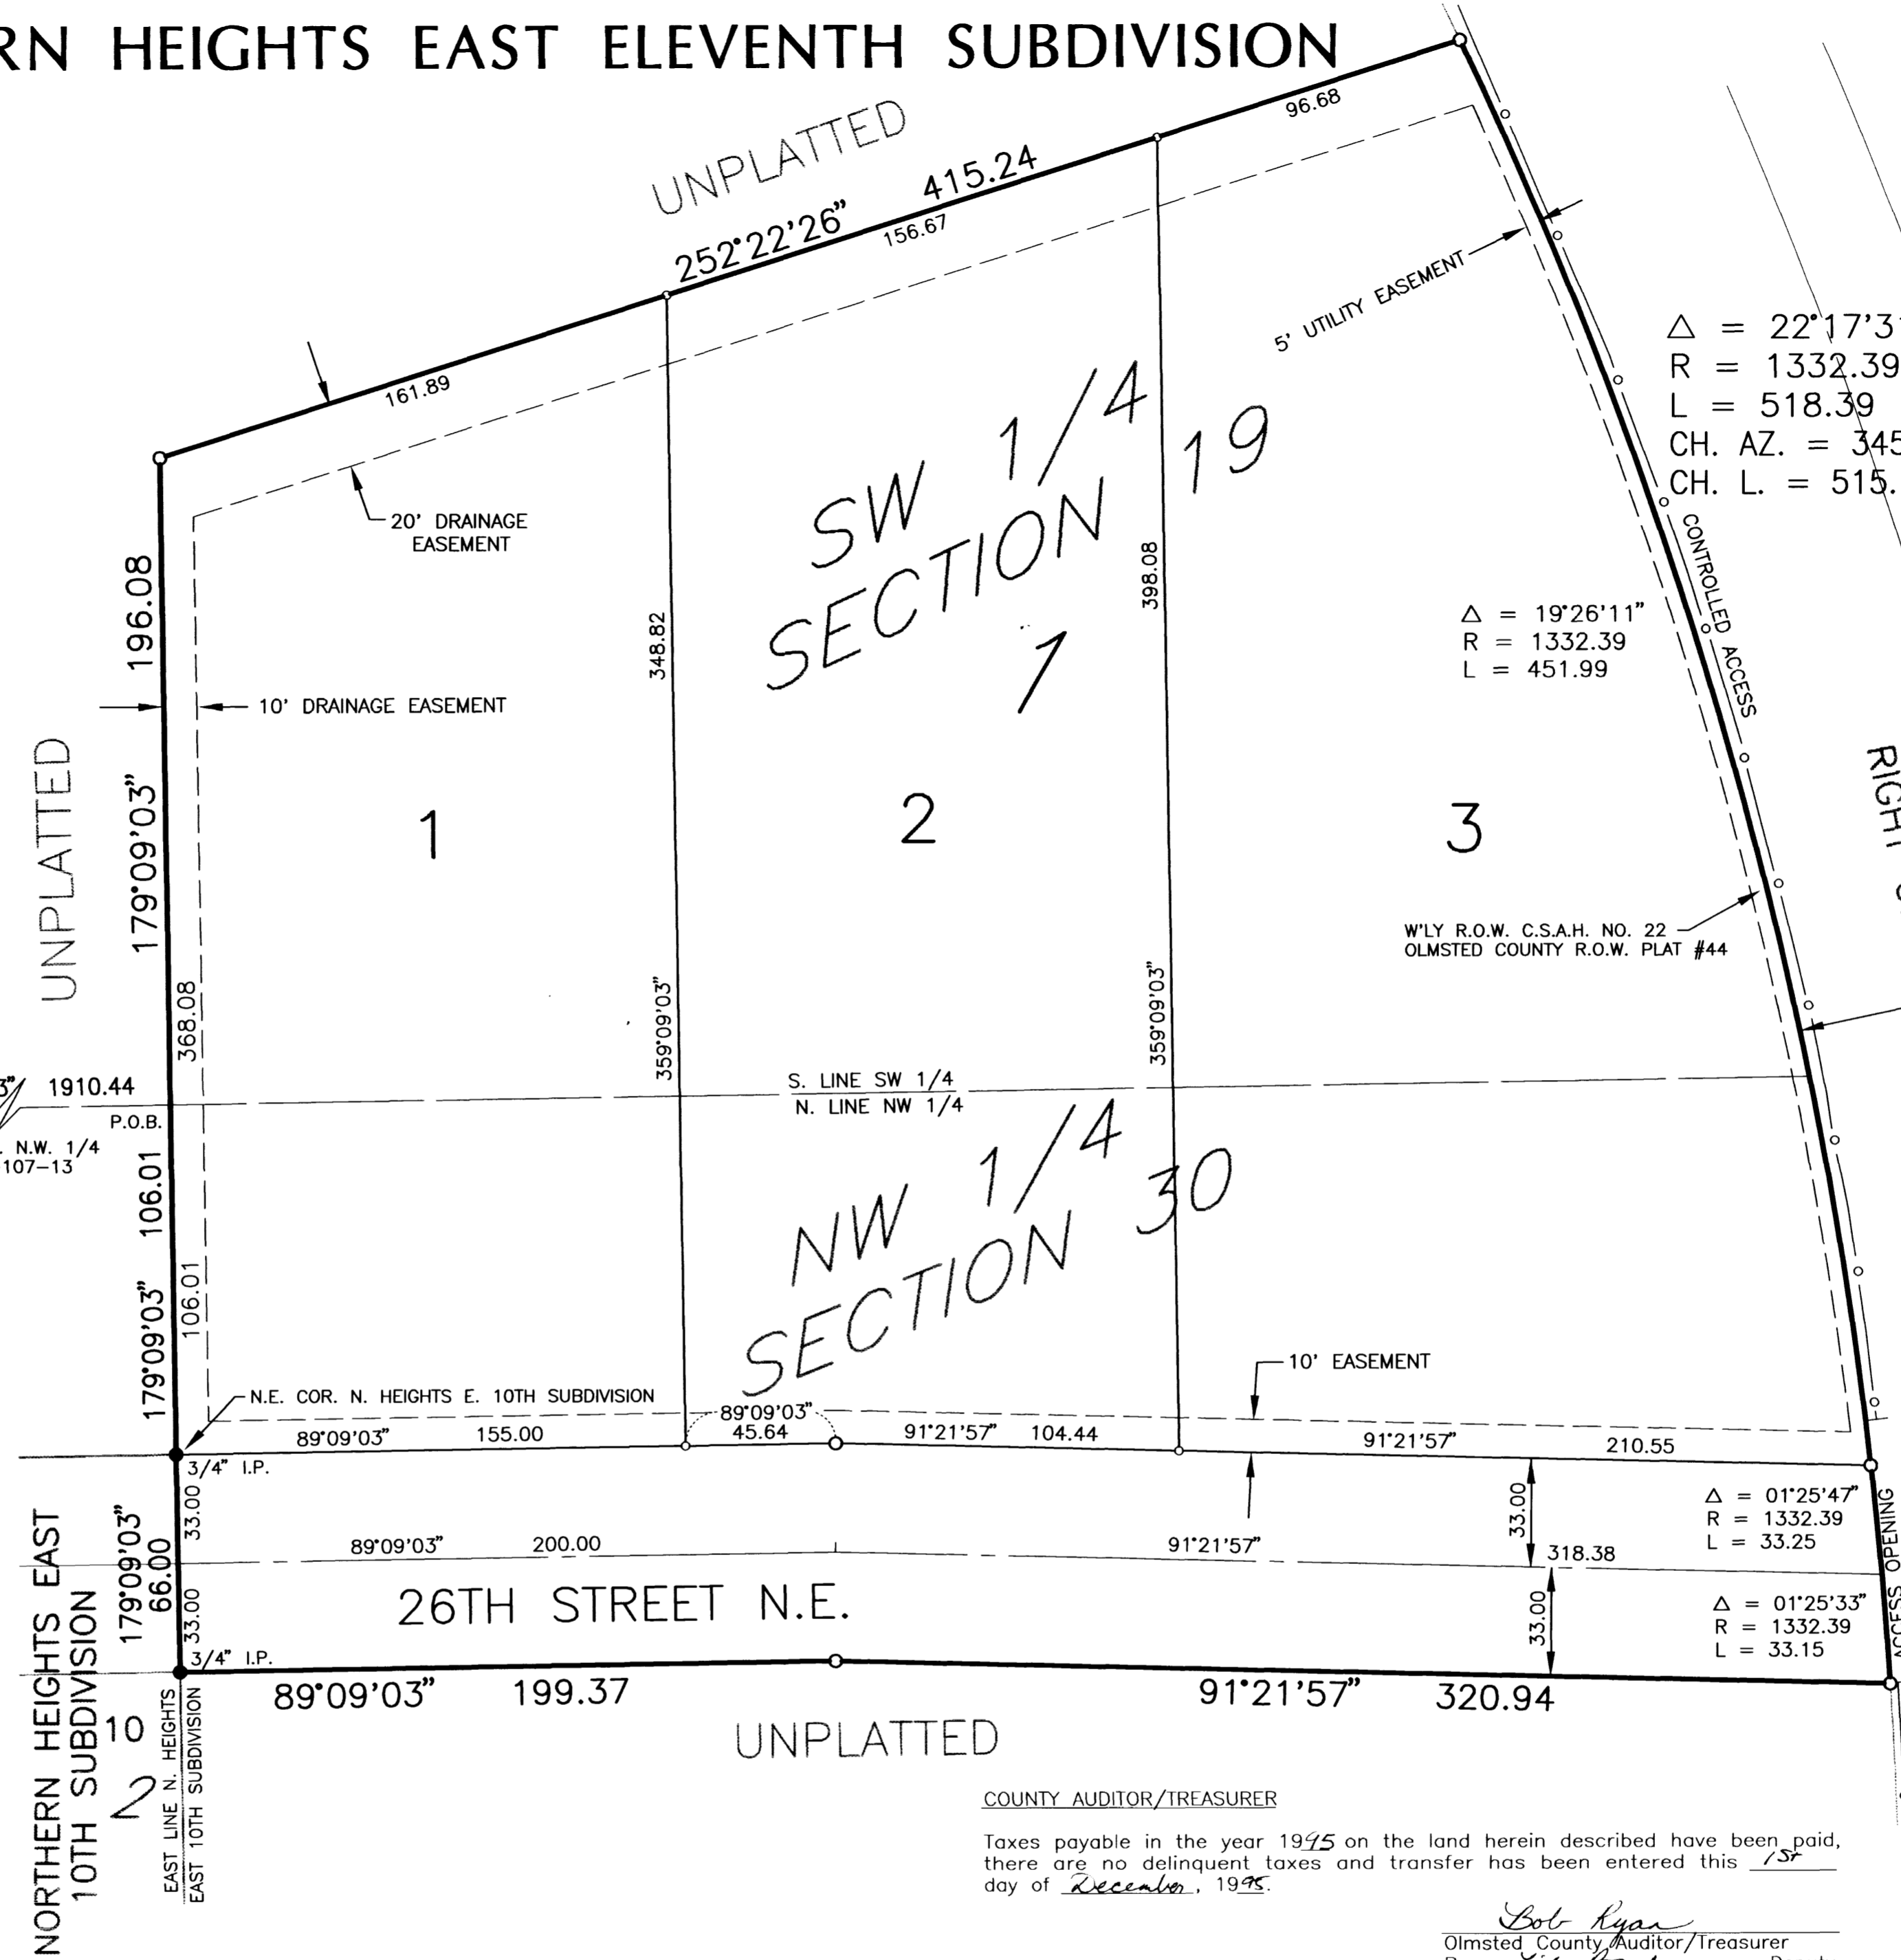 HEIGHTS EAST ELEVENTH SUBDIVISION
UNPLATTED
252°22'26" 415.24
96.68
156.67
161.89
5' UTILITY EASEMENT
20' DRAINAGE
EASEMENT
SW 1/4
SECTION 19
1
Δ = 22°17'3
R = 1332.39
L = 518.39
CH. AZ. = 345
CH. L. = 515.
CONTROLLED ACCESS
Δ = 19°26'11"
R = 1332.39
L = 451.99
196.08
348.82
398.08
10' DRAINAGE EASEMENT
UNPLATTED
179°09'03"
1
2
3
RIGHT
W'LY R.O.W. C.S.A.H. NO. 22
OLMSTED COUNTY R.O.W. PLAT #44
368.08
359°09'03"
359°09'03"
3" 1910.44
P.O.B.
N.W. 1/4
107-13
S. LINE SW 1/4
N. LINE NW 1/4
NW 1/4
SECTION 30
106.01
106.01
179°09'03"
10' EASEMENT
N.E. COR. N. HEIGHTS E. 10TH SUBDIVISION
89°09'03"
89°09'03" 155.00 45.64 91°21'57" 104.44 91°21'57" 210.55
3/4" I.P.
33.00
33.00
Δ = 01°25'47"
R = 1332.39
L = 33.25
89°09'03" 200.00 91°21'57" 318.38
179°09'03"
66.00
26TH STREET N.E.
33.00
33.00
Δ = 01°25'33"
R = 1332.39
L = 33.15
ACCESS OPENING
3/4" I.P.
89°09'03" 199.37 91°21'57" 320.94
UNPLATTED
NORTHERN HEIGHTS EAST
10TH SUBDIVISION
10
2
EAST LINE N. HEIGHTS
EAST 10TH SUBDIVISION
COUNTY AUDITOR/TREASURER
Taxes payable in the year 1995 on the land herein described have been paid,
there are no delinquent taxes and transfer has been entered this 1st
day of December, 1995.
Bob Ryan
Olmsted County Auditor/Treasurer